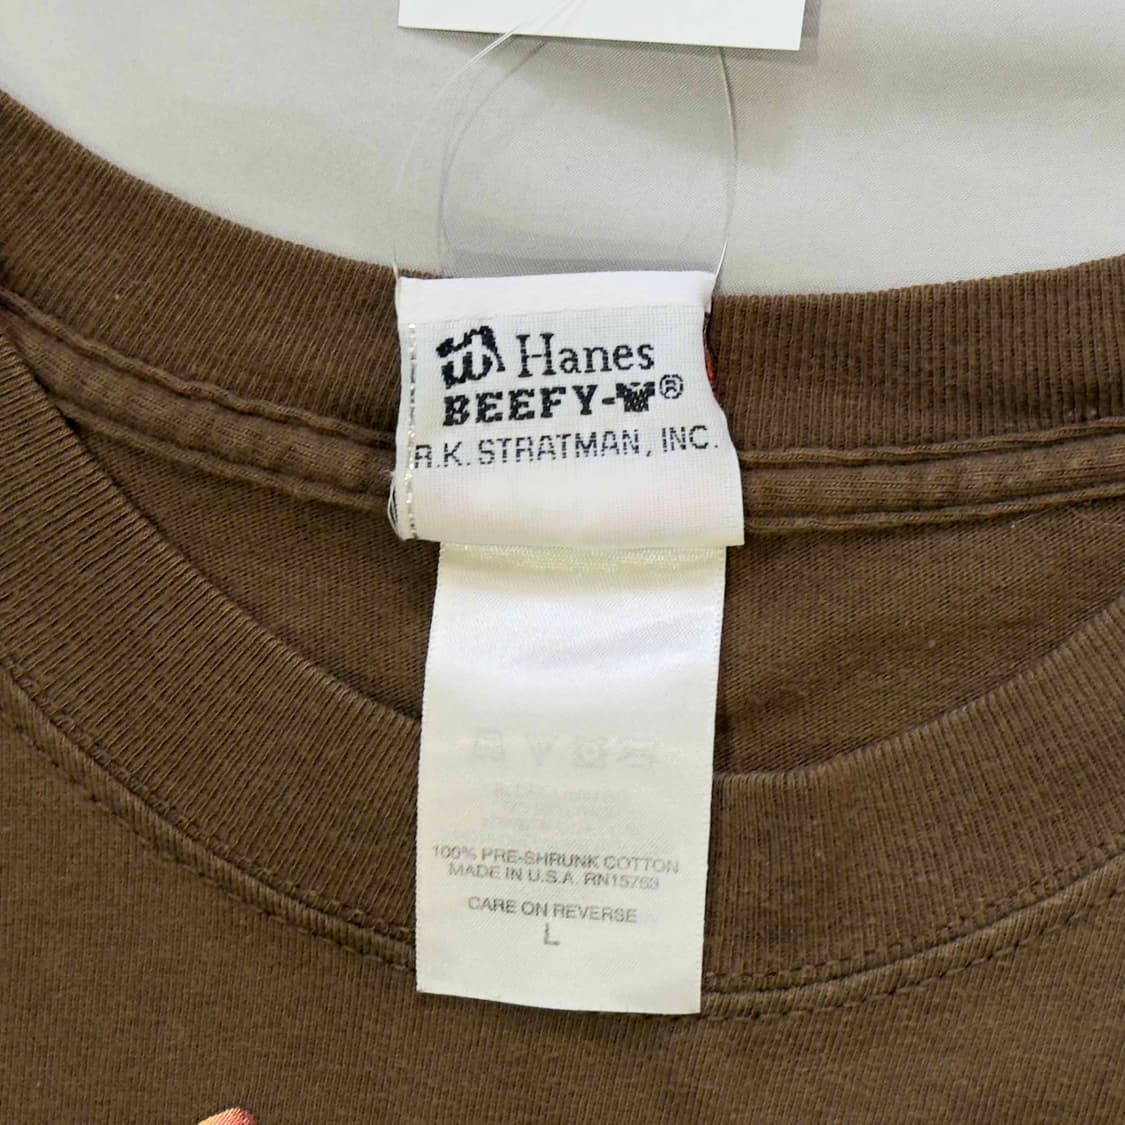 Hanes
BEEFY-®
R.K. STRATMAN, INC.
100% PRE-SHRUNK COTTON
MADE IN U.S.A. RN15763
CARE ON REVERSE
L